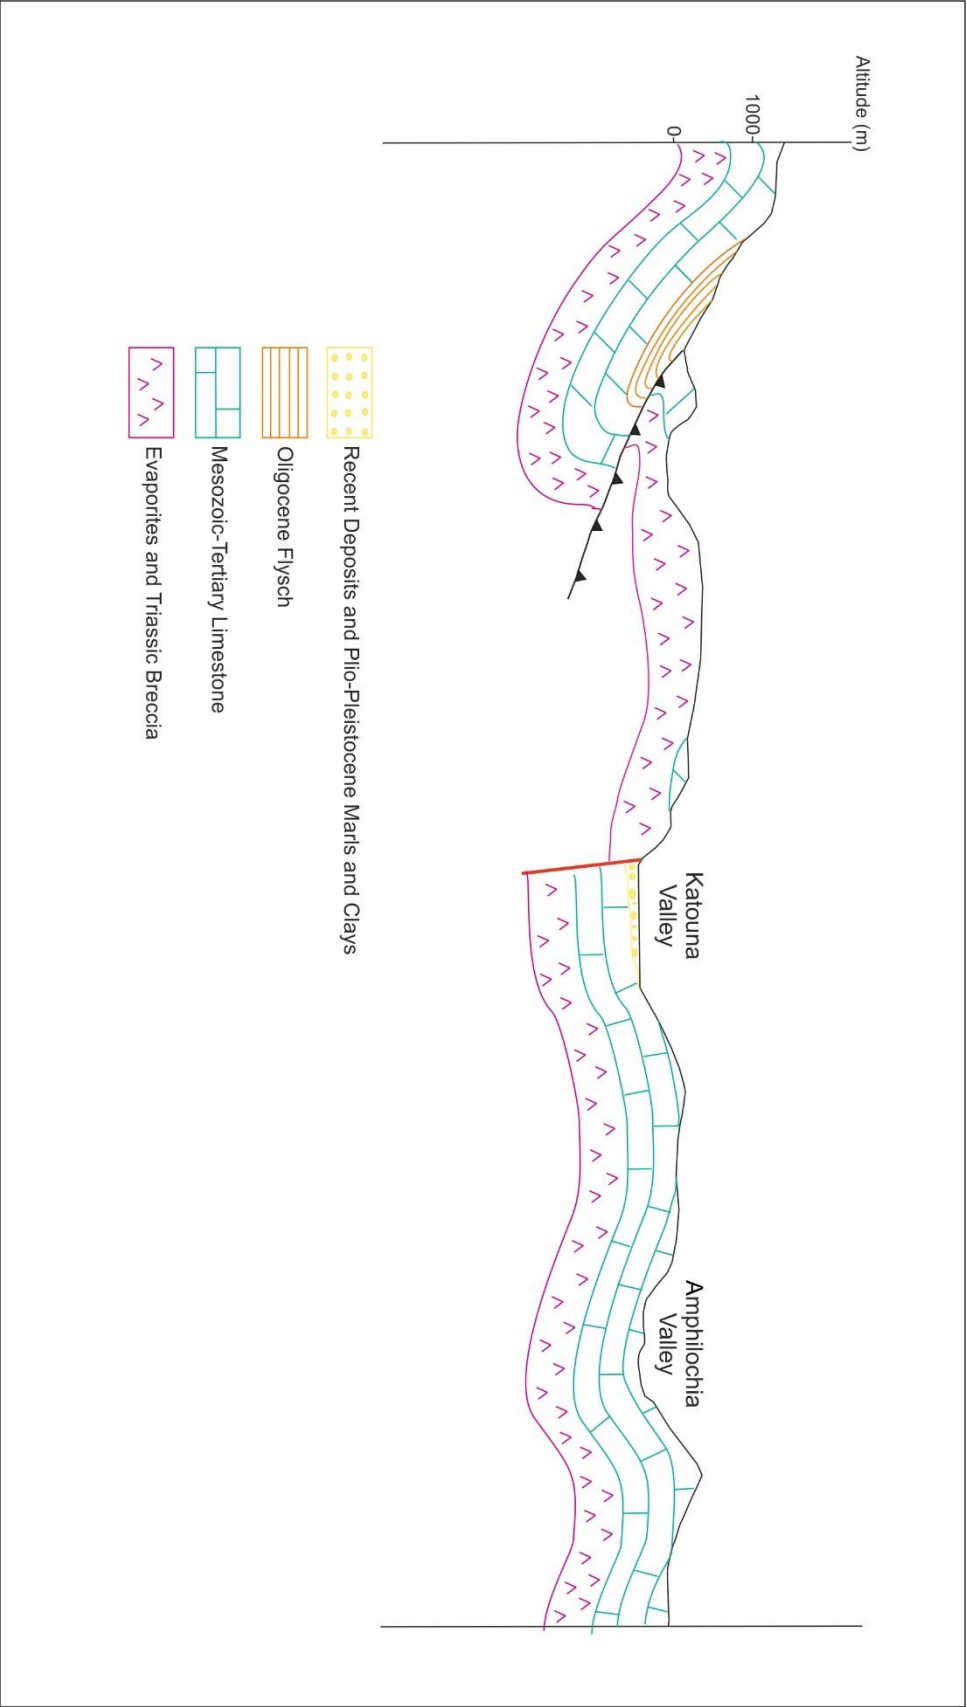 Altitude (m)
1000
0
Katouna
Valley
Amphilochia
Valley
Recent Deposits and Plio-Pleistocene Marls and Clays
Oligocene Flysch
Mesozoic-Tertiary Limestone
Evaporites and Triassic Breccia